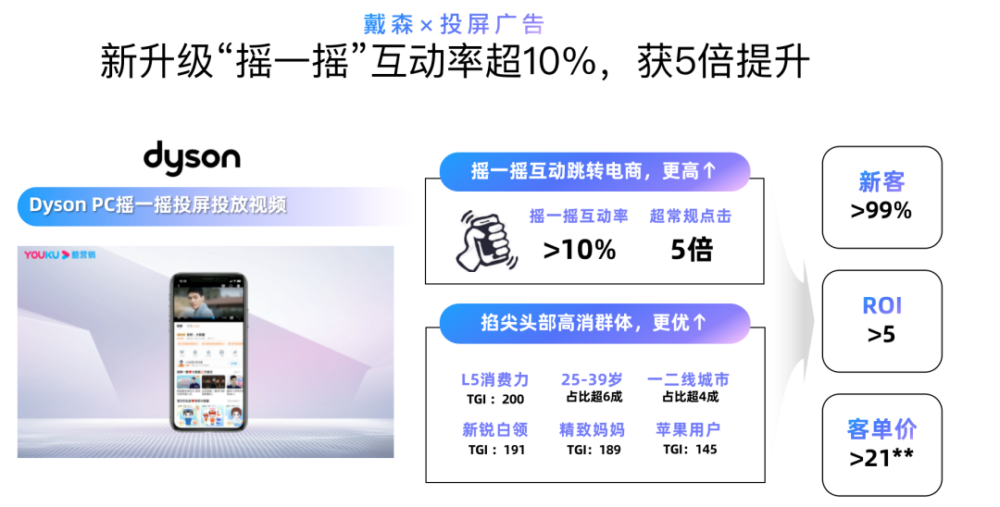 戴森×投屏广告
新升级“摇一摇”互动率超10%，获5倍提升
dyson
Dyson PC摇一摇投屏投放视频
YOUKU 酷营销
摇一摇互动跳转电商，更高↑
摇一摇互动率 超常规点击
>10% 5倍
掐尖头部高消群体，更优↑
L5消费力 25-39岁 一二线城市
TGI：200 占比超6成 占比超4成
新锐白领 精致妈妈 苹果用户
TGI：191 TGI：189 TGI：145
新客
>99%
ROI
>5
客单价
>21**